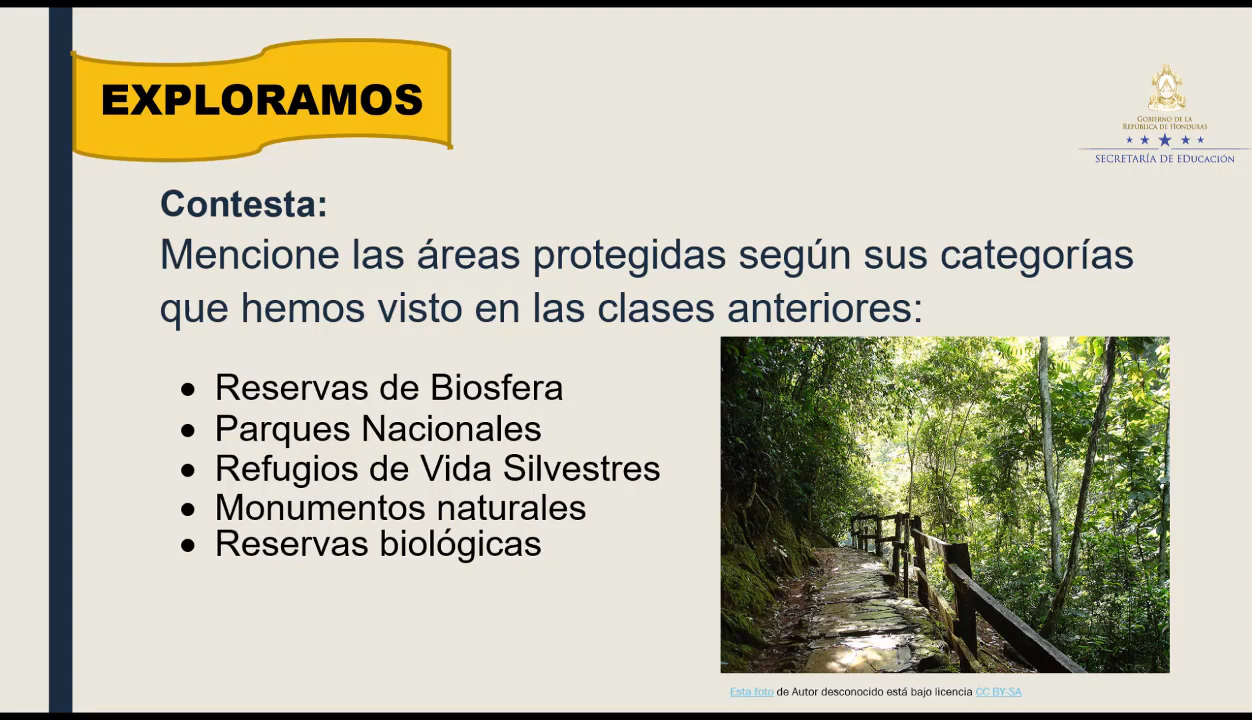 EXPLORAMOS
GOBIERNO DE LA
REPÚBLICA DE HONDURAS
SECRETARÍA DE EDUCACIÓN
Contesta:
Mencione las áreas protegidas según sus categorías
que hemos visto en las clases anteriores:
• Reservas de Biosfera
• Parques Nacionales
• Refugios de Vida Silvestres
• Monumentos naturales
• Reservas biológicas
Esta foto de Autor desconocido está bajo licencia CC BY-SA